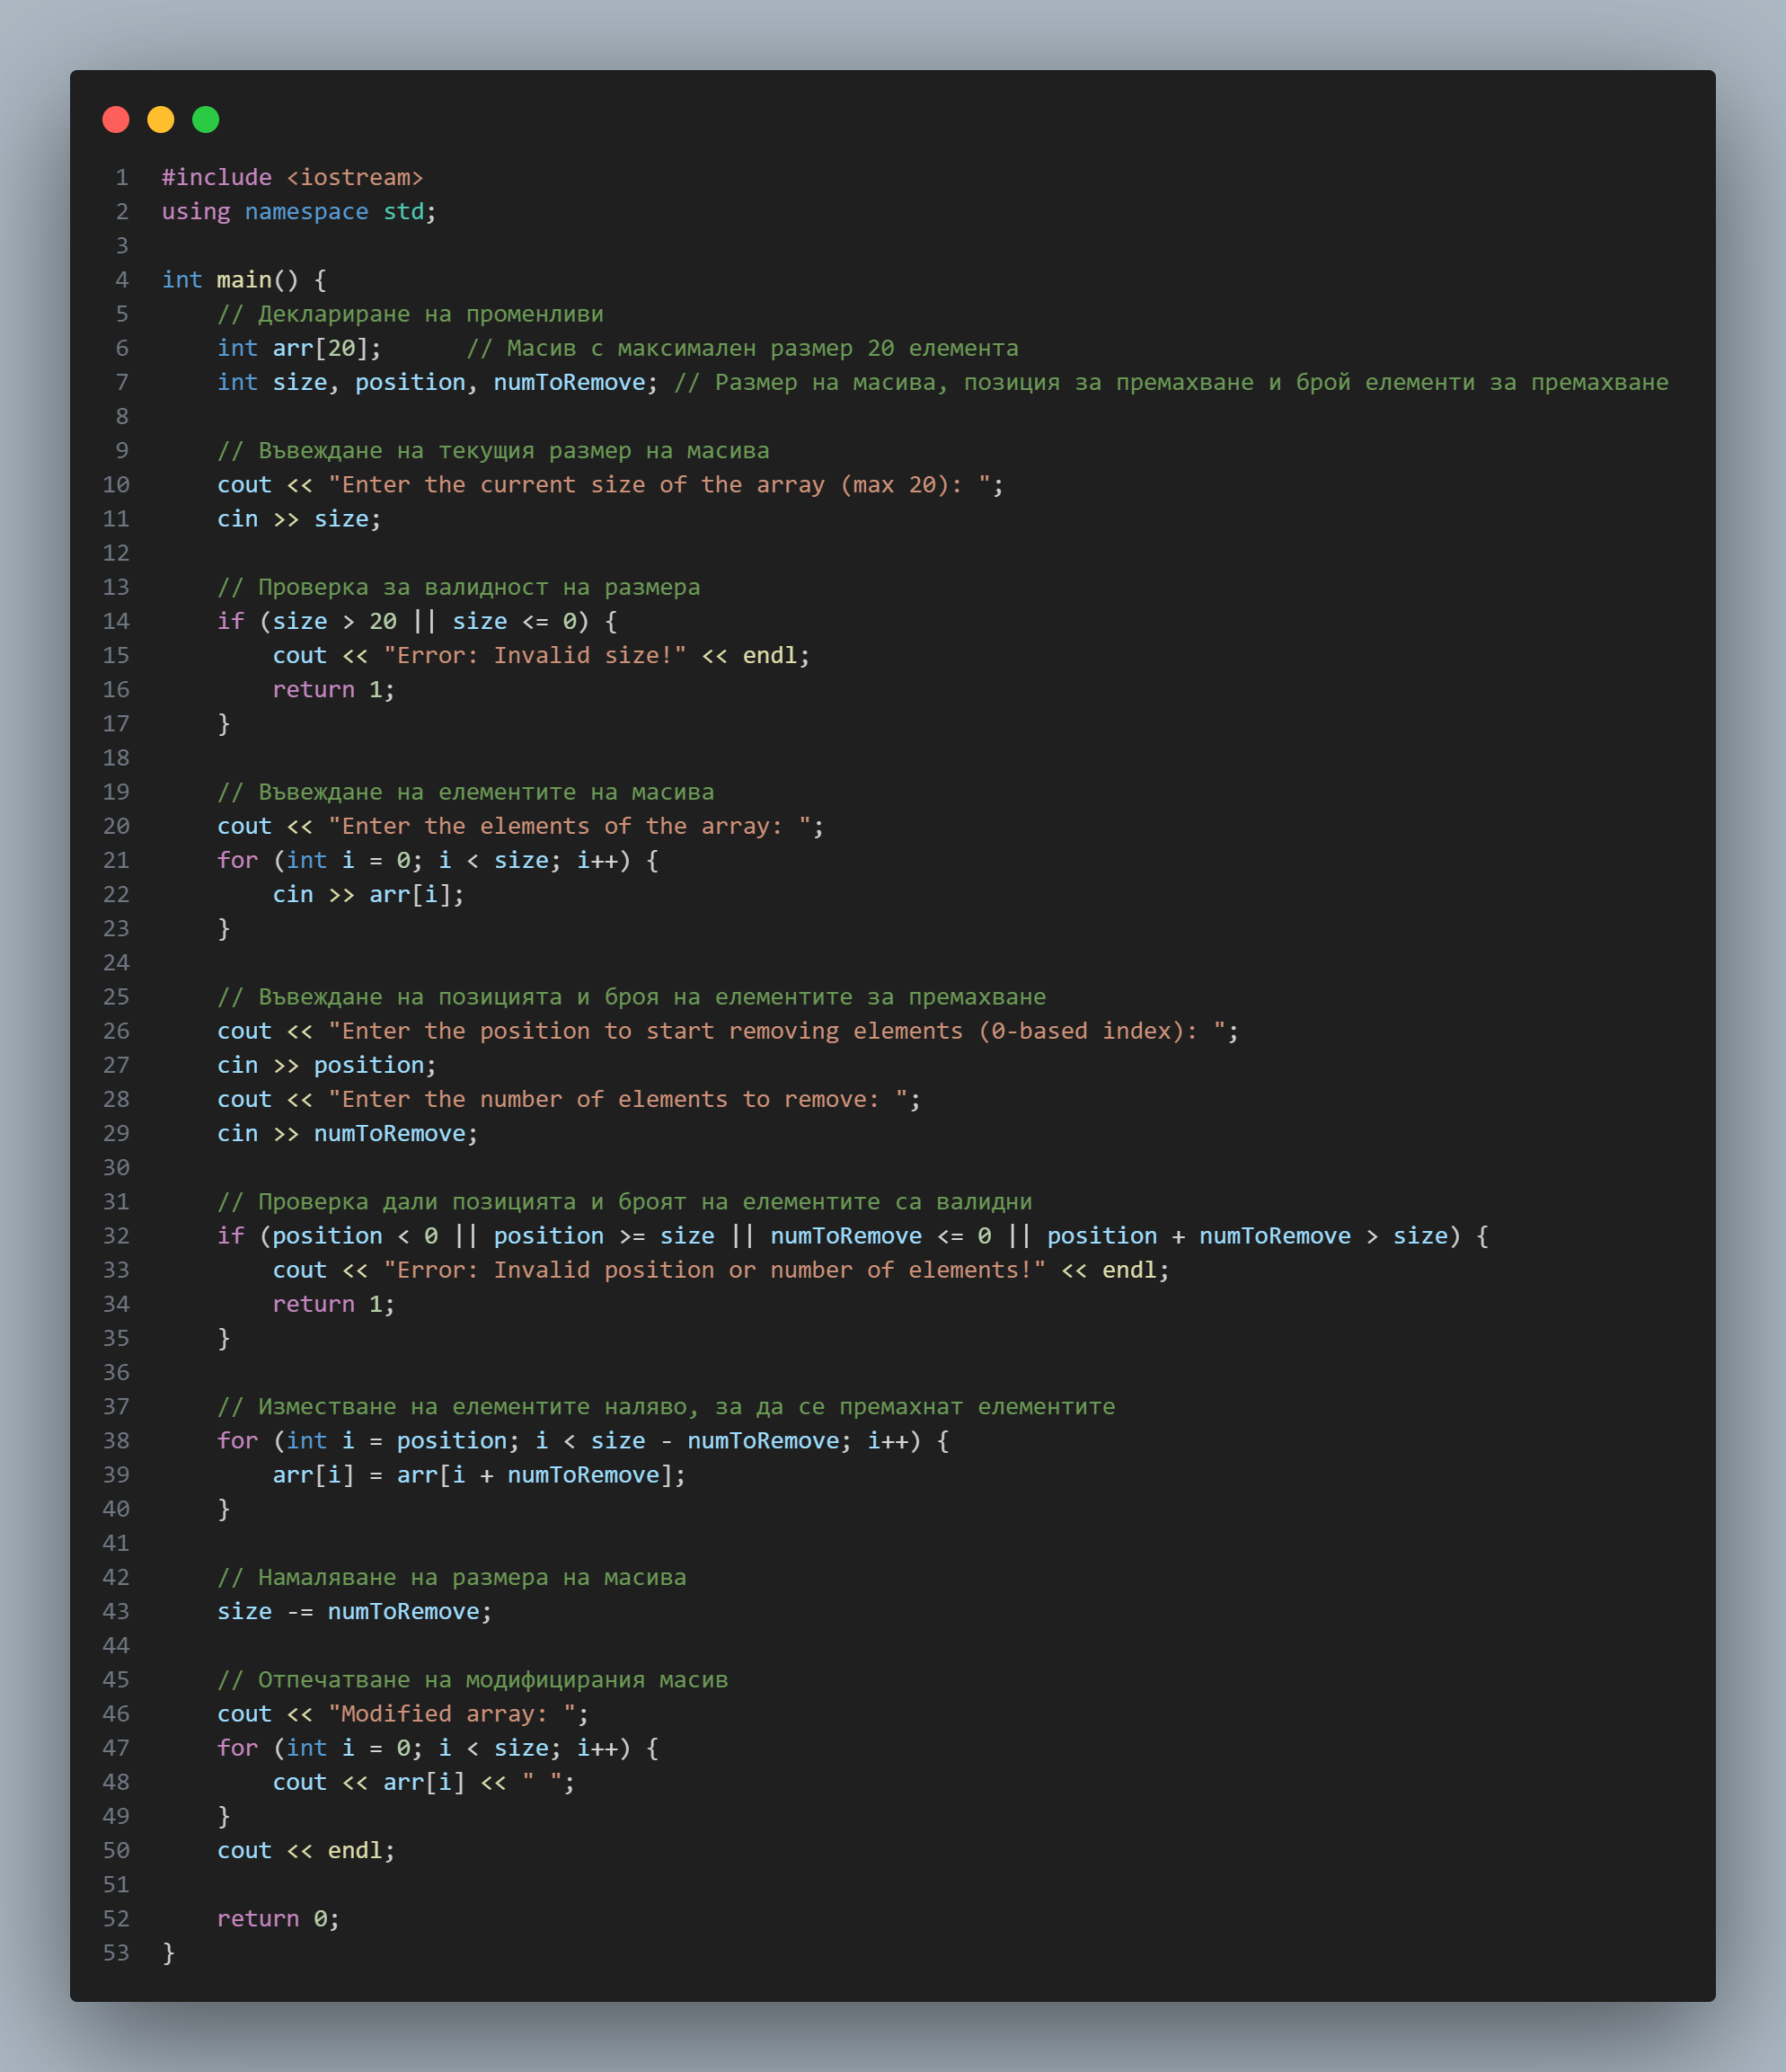 1 #include <iostream>
2 using namespace std;
3
4 int main() {
5     // Деклариране на променливи
6     int arr[20];      // Масив с максимален размер 20 елемента
7     int size, position, numToRemove; // Размер на масива, позиция за премахване и брой елементи за премахване
8
9     // Въвеждане на текущия размер на масива
10     cout << "Enter the current size of the array (max 20): ";
11     cin >> size;
12
13     // Проверка за валидност на размера
14     if (size > 20 || size <= 0) {
15         cout << "Error: Invalid size!" << endl;
16         return 1;
17     }
18
19     // Въвеждане на елементите на масива
20     cout << "Enter the elements of the array: ";
21     for (int i = 0; i < size; i++) {
22         cin >> arr[i];
23     }
24
25     // Въвеждане на позицията и броя на елементите за премахване
26     cout << "Enter the position to start removing elements (0-based index): ";
27     cin >> position;
28     cout << "Enter the number of elements to remove: ";
29     cin >> numToRemove;
30
31     // Проверка дали позицията и броят на елементите са валидни
32     if (position < 0 || position >= size || numToRemove <= 0 || position + numToRemove > size) {
33         cout << "Error: Invalid position or number of elements!" << endl;
34         return 1;
35     }
36
37     // Изместване на елементите наляво, за да се премахнат елементите
38     for (int i = position; i < size - numToRemove; i++) {
39         arr[i] = arr[i + numToRemove];
40     }
41
42     // Намаляване на размера на масива
43     size -= numToRemove;
44
45     // Отпечатване на модифицирания масив
46     cout << "Modified array: ";
47     for (int i = 0; i < size; i++) {
48         cout << arr[i] << " ";
49     }
50     cout << endl;
51
52     return 0;
53 }